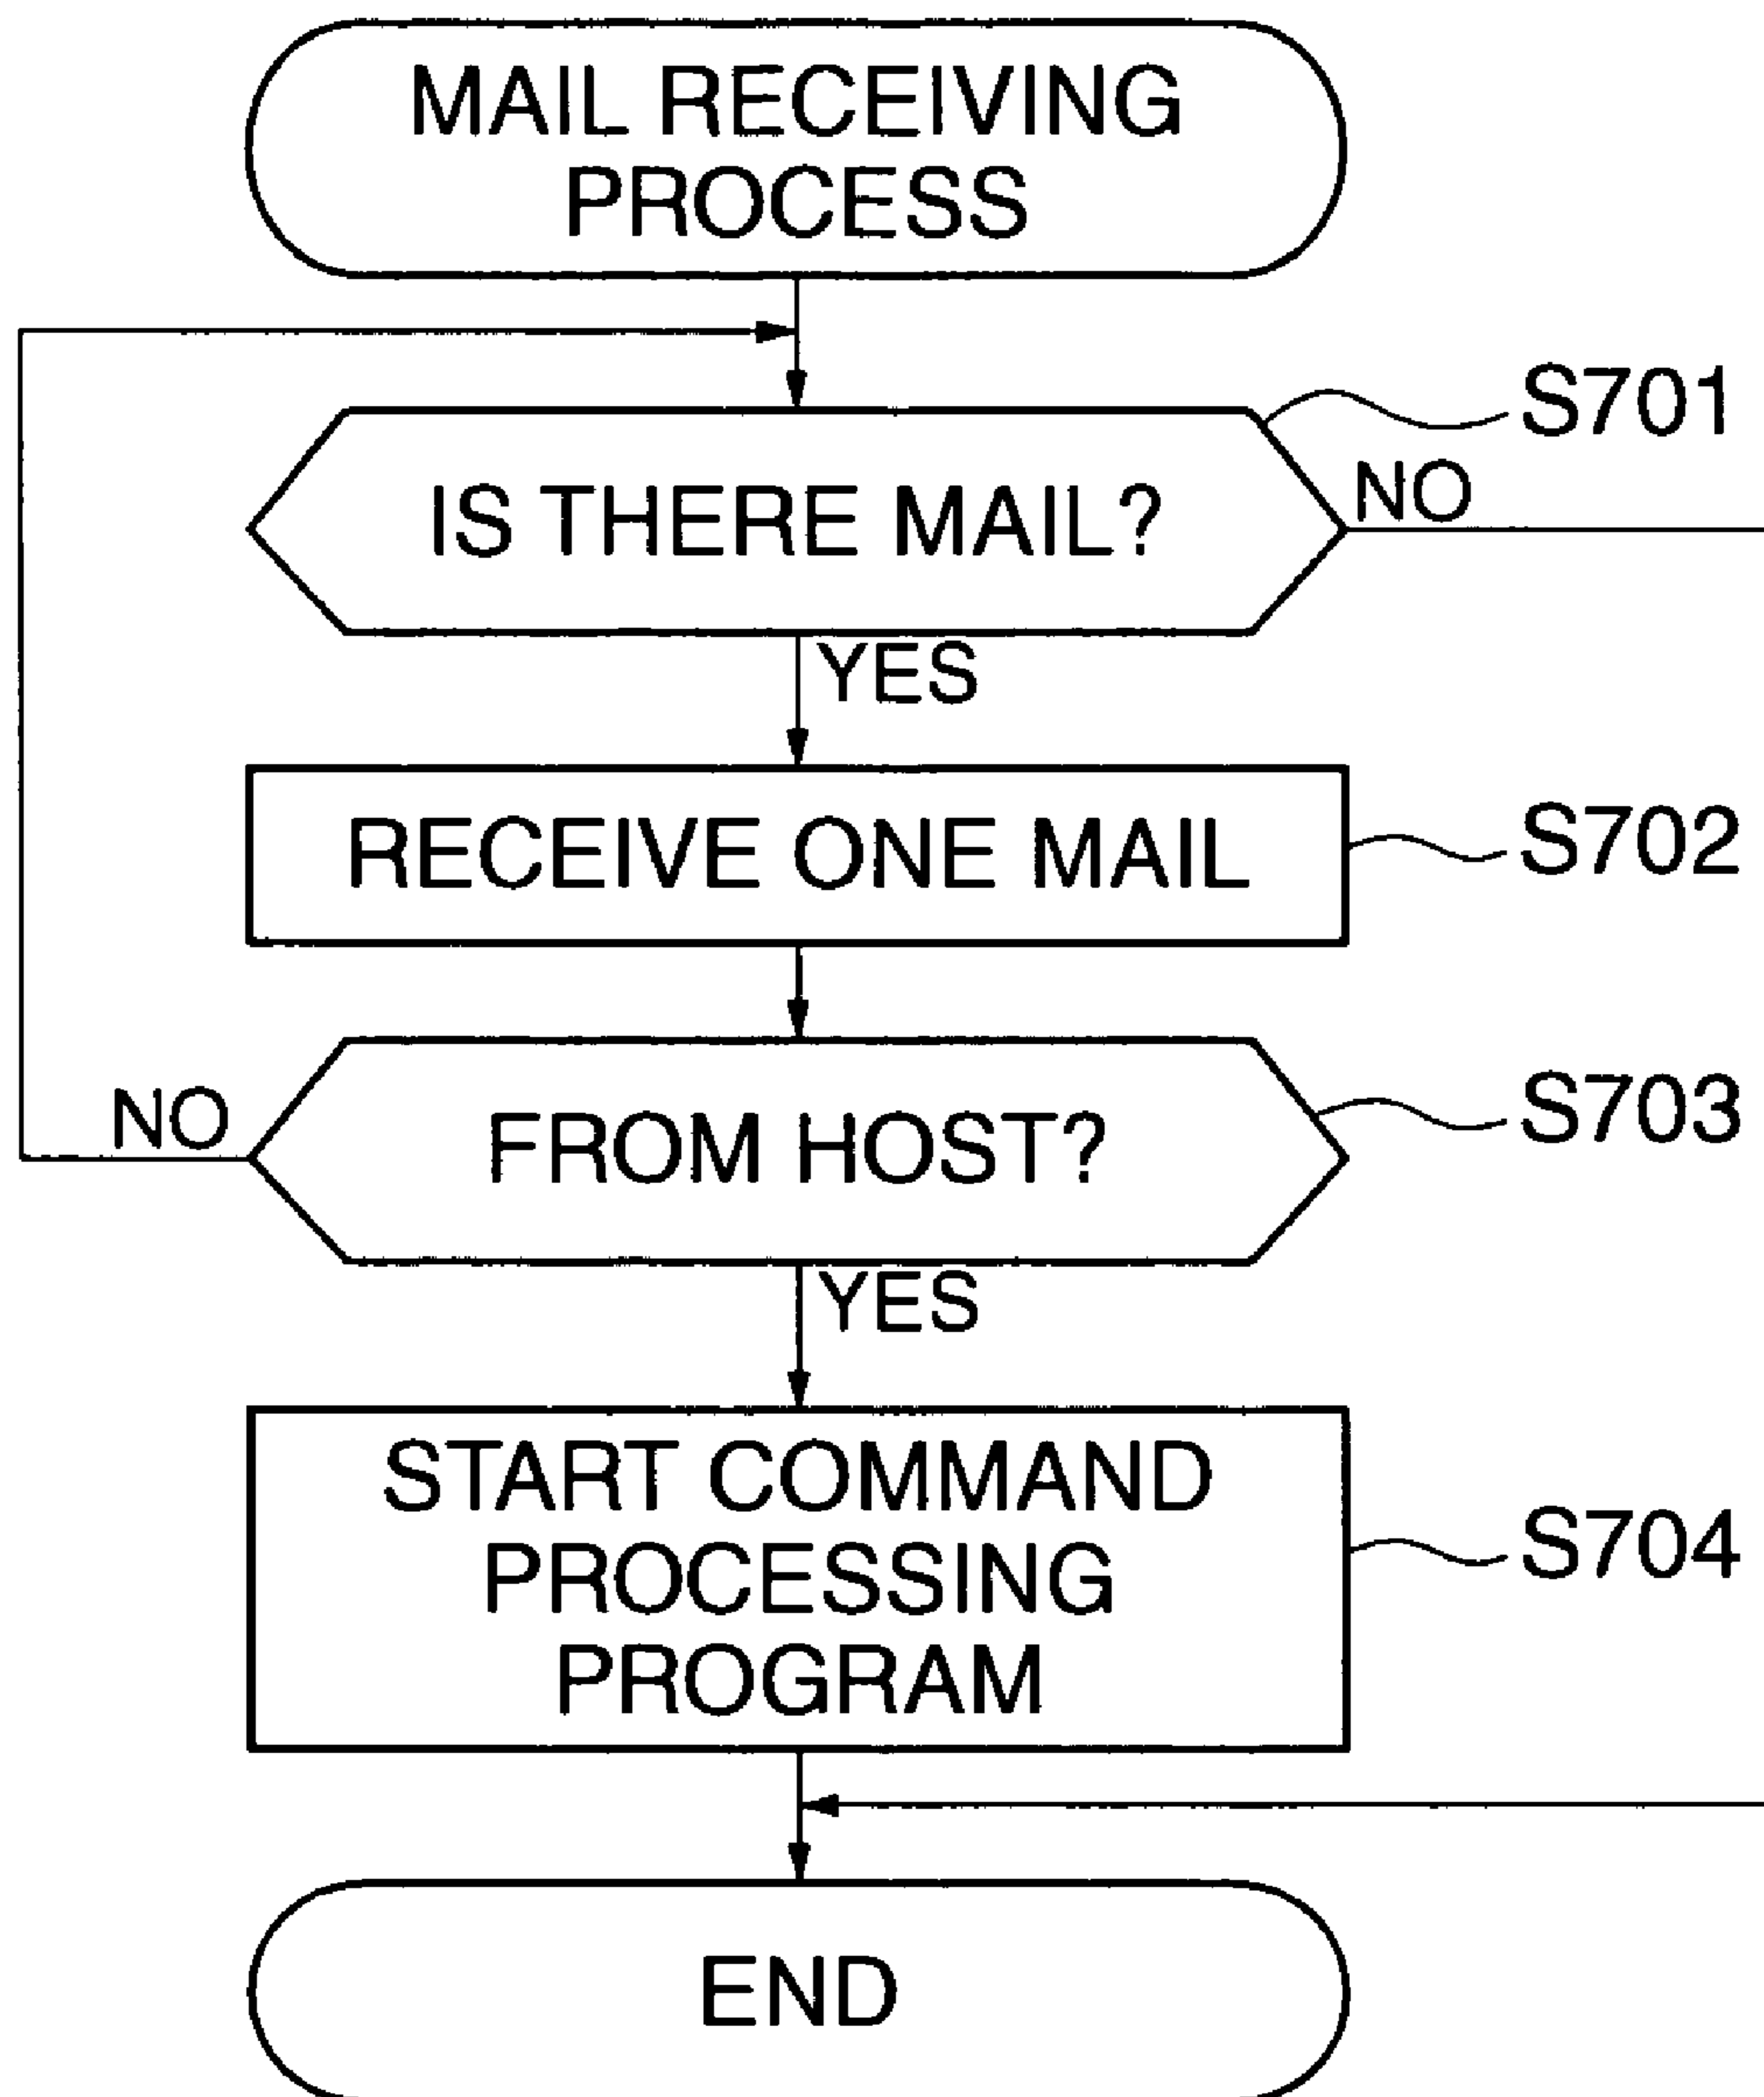 MAIL RECEIVING
PROCESS
S701
IS THERE MAIL?
NO
YES
RECEIVE ONE MAIL
S702
S703
NO
FROM HOST?
YES
START COMMAND
PROCESSING
PROGRAM
S704
END